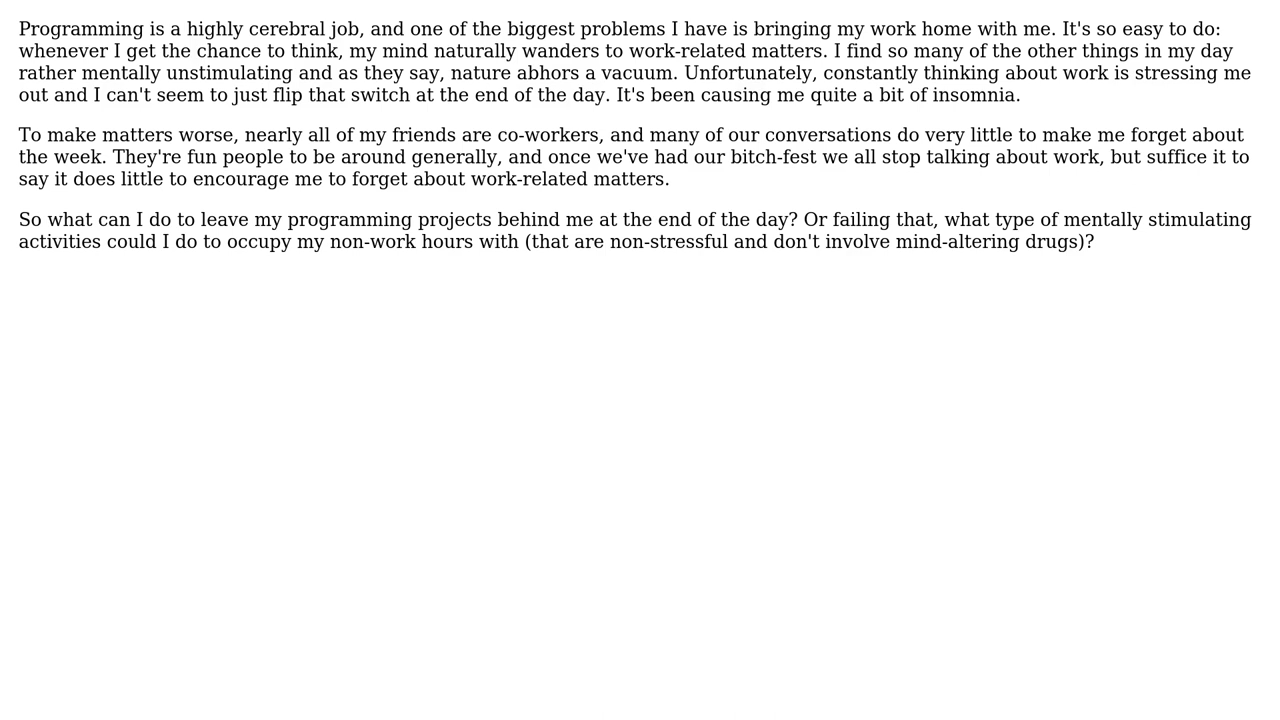 Programming is a highly cerebral job, and one of the biggest problems I have is bringing my work home with me. It's so easy to do:
whenever I get the chance to think, my mind naturally wanders to work-related matters. I find so many of the other things in my day
rather mentally unstimulating and as they say, nature abhors a vacuum. Unfortunately, constantly thinking about work is stressing me
out and I can't seem to just flip that switch at the end of the day. It's been causing me quite a bit of insomnia.
To make matters worse, nearly all of my friends are co-workers, and many of our conversations do very little to make me forget about
the week. They're fun people to be around generally, and once we've had our bitch-fest we all stop talking about work, but suffice it to
say it does little to encourage me to forget about work-related matters.
So what can I do to leave my programming projects behind me at the end of the day? Or failing that, what type of mentally stimulating
activities could I do to occupy my non-work hours with (that are non-stressful and don't involve mind-altering drugs)?